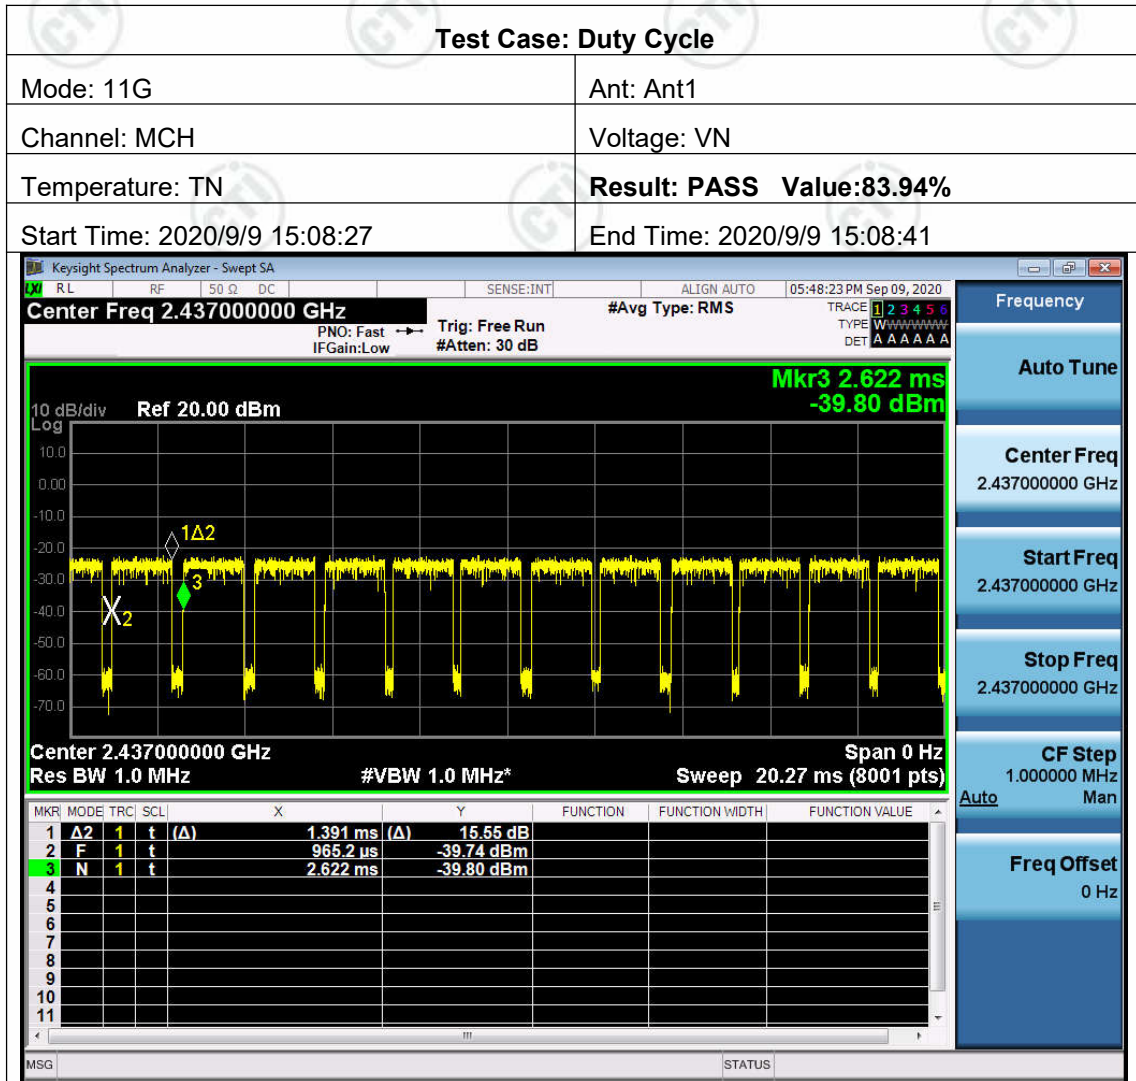 Test Case: Duty Cycle
Mode: 11G
Ant: Ant1
Channel: MCH
Voltage: VN
Temperature: TN
Result: PASS Value:83.94%
Start Time: 2020/9/9 15:08:27
End Time: 2020/9/9 15:08:41
Keysight Spectrum Analyzer - Swept SA
LXI RL RF 50 Ω DC SENSE:INT ALIGN AUTO 05:48:23 PM Sep 09, 2020
Center Freq 2.437000000 GHz
PNO: Fast
IFGain:Low
Trig: Free Run
#Atten: 30 dB
#Avg Type: RMS
TRACE 1 2 3 4 5 6
TYPE WWWWWW
DET A A A A A A
Mkr3 2.622 ms
-39.80 dBm
10 dB/div
Log
Ref 20.00 dBm
10.0
0.00
-10.0
-20.0
-30.0
-40.0
-50.0
-60.0
-70.0
1Δ2
3
2
Center 2.437000000 GHz
Span 0 Hz
Res BW 1.0 MHz
#VBW 1.0 MHz*
Sweep 20.27 ms (8001 pts)
MKR MODE TRC SCL X Y FUNCTION FUNCTION WIDTH FUNCTION VALUE
1 Δ2 1 t (Δ) 1.391 ms (Δ) 15.55 dB
2 F 1 t 965.2 µs -39.74 dBm
3 N 1 t 2.622 ms -39.80 dBm
4
5
6
7
8
9
10
11
MSG
STATUS
Frequency
Auto Tune
Center Freq
2.437000000 GHz
Start Freq
2.437000000 GHz
Stop Freq
2.437000000 GHz
CF Step
1.000000 MHz
Auto Man
Freq Offset
0 Hz
CTI
CTI
CTI
CTI
CTI
CTI